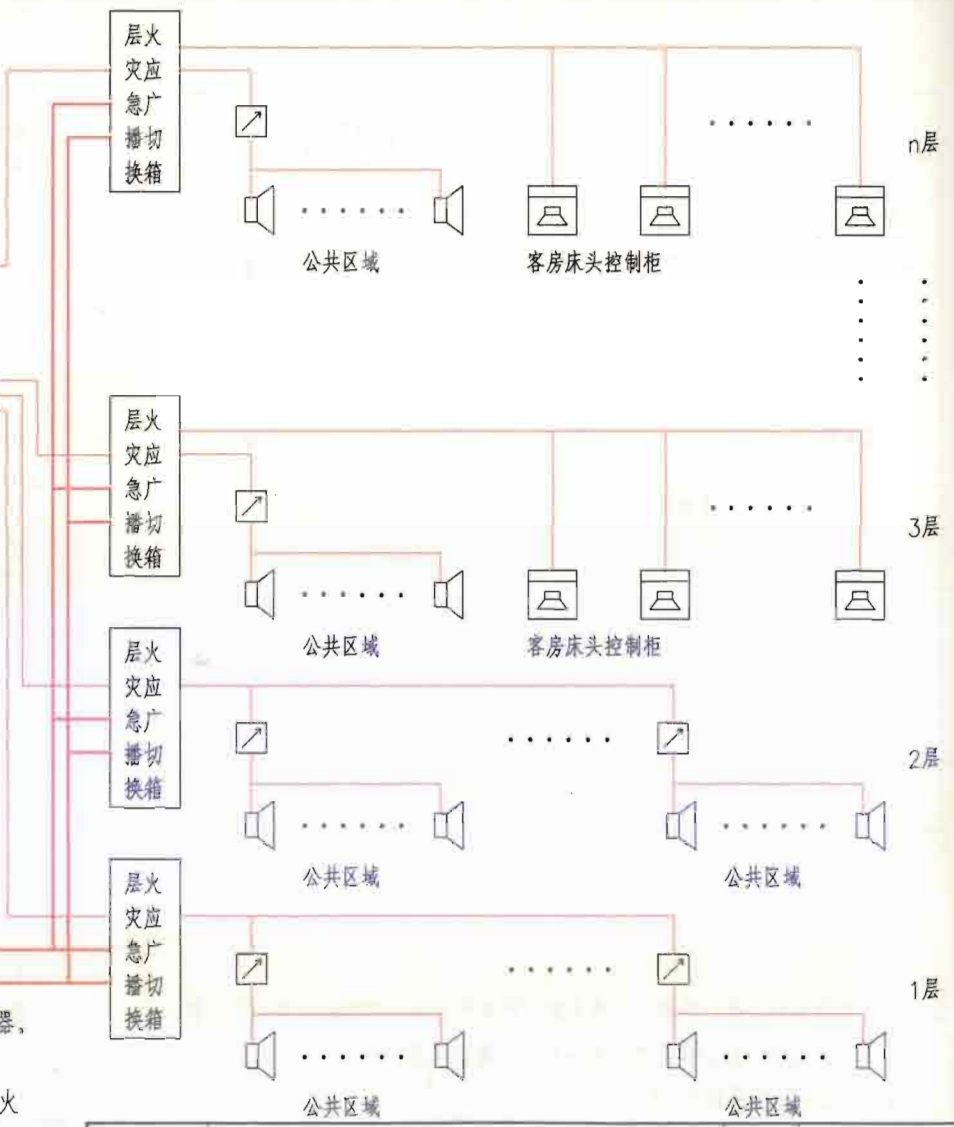 层火
灾应
急广
播切
换箱
n层
公共区域
客房床头控制柜
层火
灾应
急广
播切
换箱
3层
公共区域
客房床头控制柜
层火
灾应
急广
播切
换箱
2层
公共区域
公共区域
层火
灾应
急广
播切
换箱
1层
器。
火
公共区域
公共区域